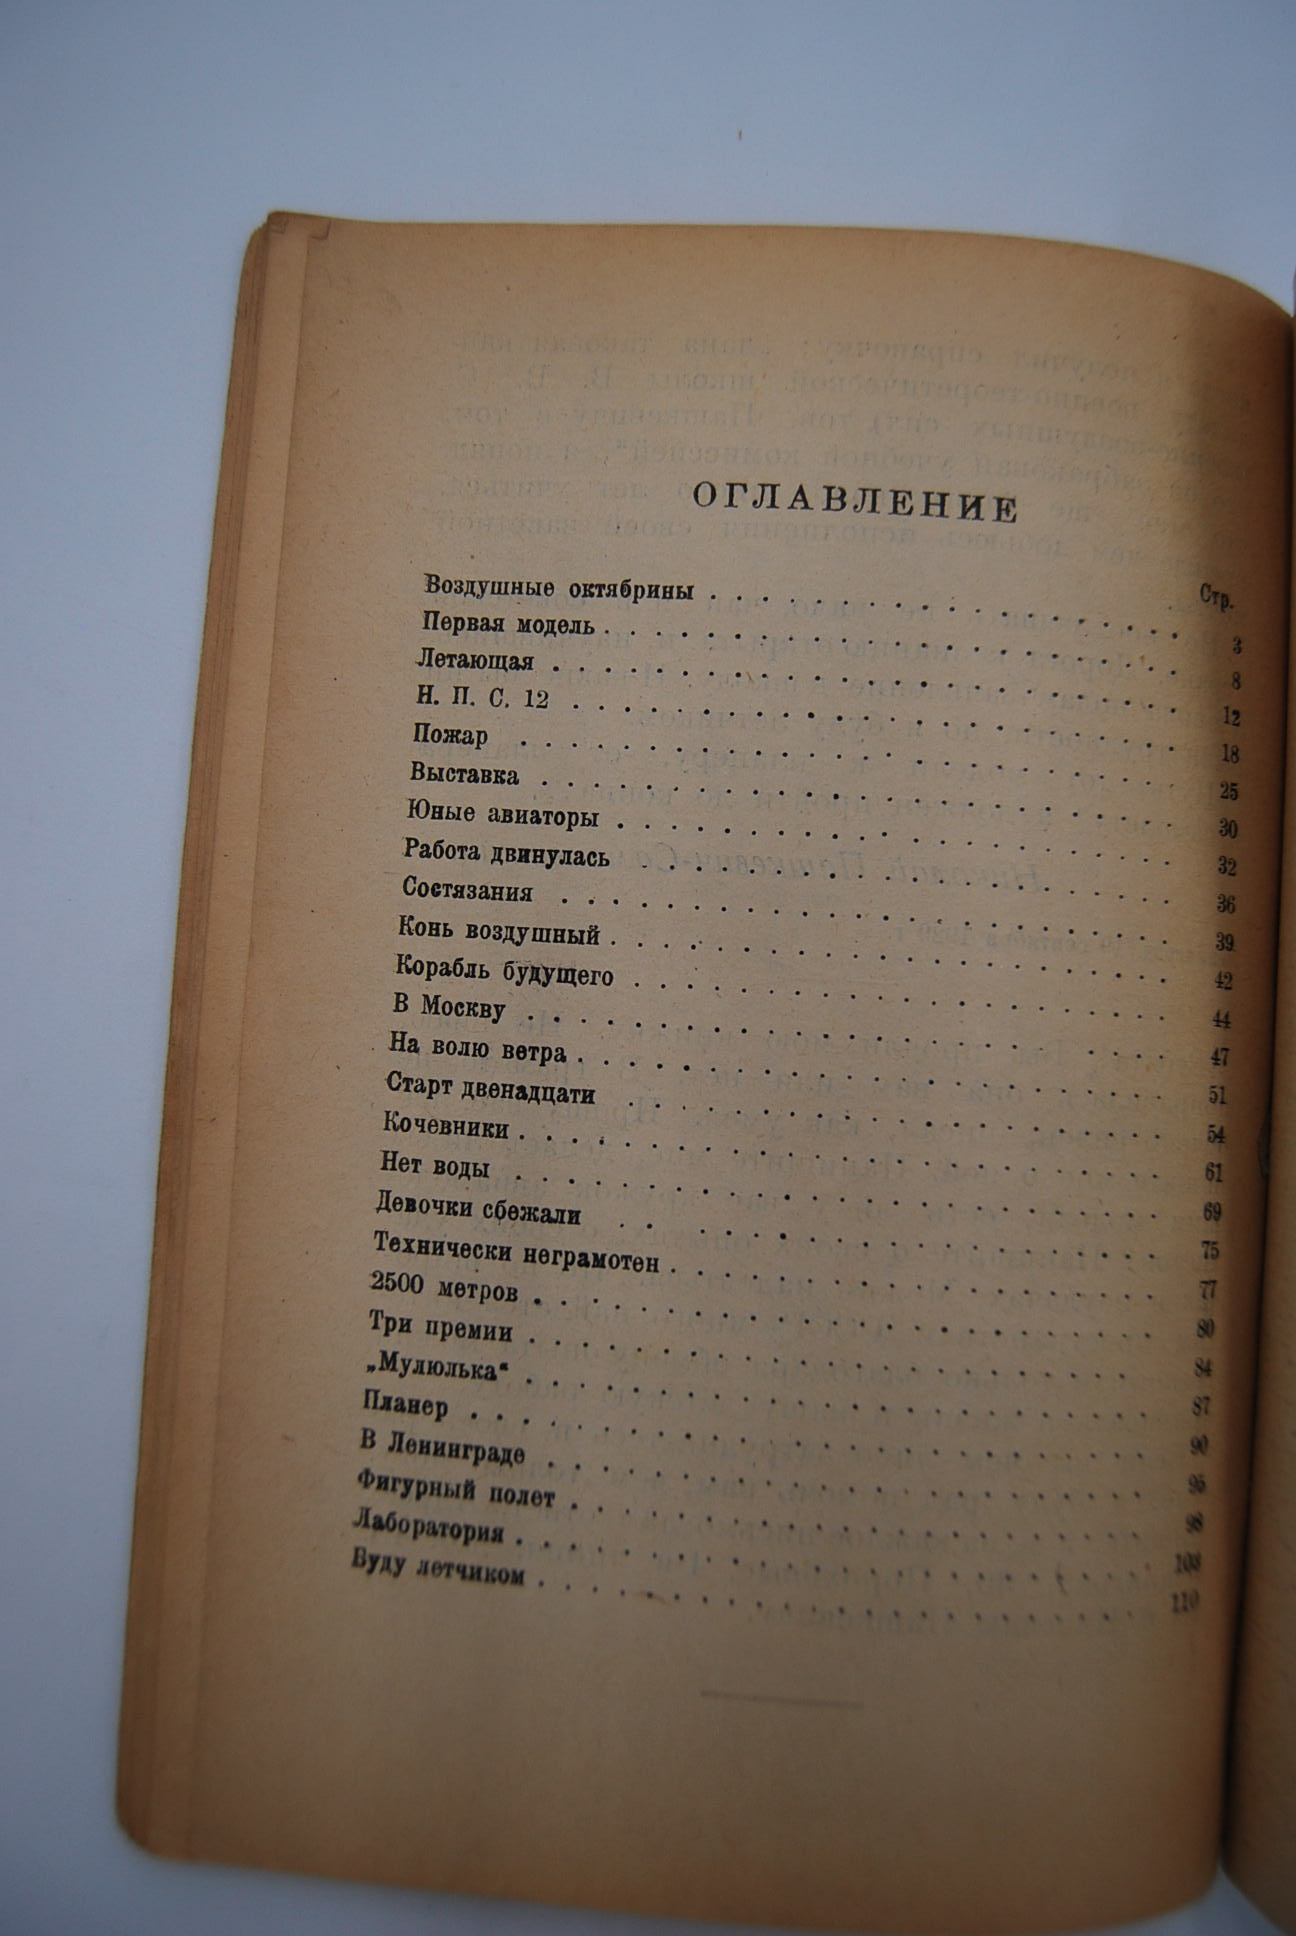 ОГЛАВЛЕНИЕ
Стр.
Воздушные октябрины . . . . . . . . . . . . . . . . . . 3
Первая модель . . . . . . . . . . . . . . . . . . . . . . 8
Летающая . . . . . . . . . . . . . . . . . . . . . . . . 12
Н. П. С. 12 . . . . . . . . . . . . . . . . . . . . . . . 18
Пожар . . . . . . . . . . . . . . . . . . . . . . . . . 25
Выставка . . . . . . . . . . . . . . . . . . . . . . . . 30
Юные авиаторы . . . . . . . . . . . . . . . . . . . . . 32
Работа двинулась . . . . . . . . . . . . . . . . . . . . 36
Состязания . . . . . . . . . . . . . . . . . . . . . . . 39
Конь воздушный . . . . . . . . . . . . . . . . . . . . . 42
Корабль будущего . . . . . . . . . . . . . . . . . . . . 44
В Москву . . . . . . . . . . . . . . . . . . . . . . . . 47
На волю ветра . . . . . . . . . . . . . . . . . . . . . . 51
Старт двенадцати . . . . . . . . . . . . . . . . . . . . 54
Кочевники . . . . . . . . . . . . . . . . . . . . . . . . 61
Нет воды . . . . . . . . . . . . . . . . . . . . . . . . 69
Девочки сбежали . . . . . . . . . . . . . . . . . . . . 75
Технически неграмотен . . . . . . . . . . . . . . . . . . 77
2500 метров . . . . . . . . . . . . . . . . . . . . . . . 80
Три премии . . . . . . . . . . . . . . . . . . . . . . . 84
„Мулюлька“ . . . . . . . . . . . . . . . . . . . . . . . 87
Планер . . . . . . . . . . . . . . . . . . . . . . . . . 90
В Ленинграде . . . . . . . . . . . . . . . . . . . . . . 95
Фигурный полет . . . . . . . . . . . . . . . . . . . . . 98
Лаборатория . . . . . . . . . . . . . . . . . . . . . . . 103
Буду летчиком . . . . . . . . . . . . . . . . . . . . . . 110